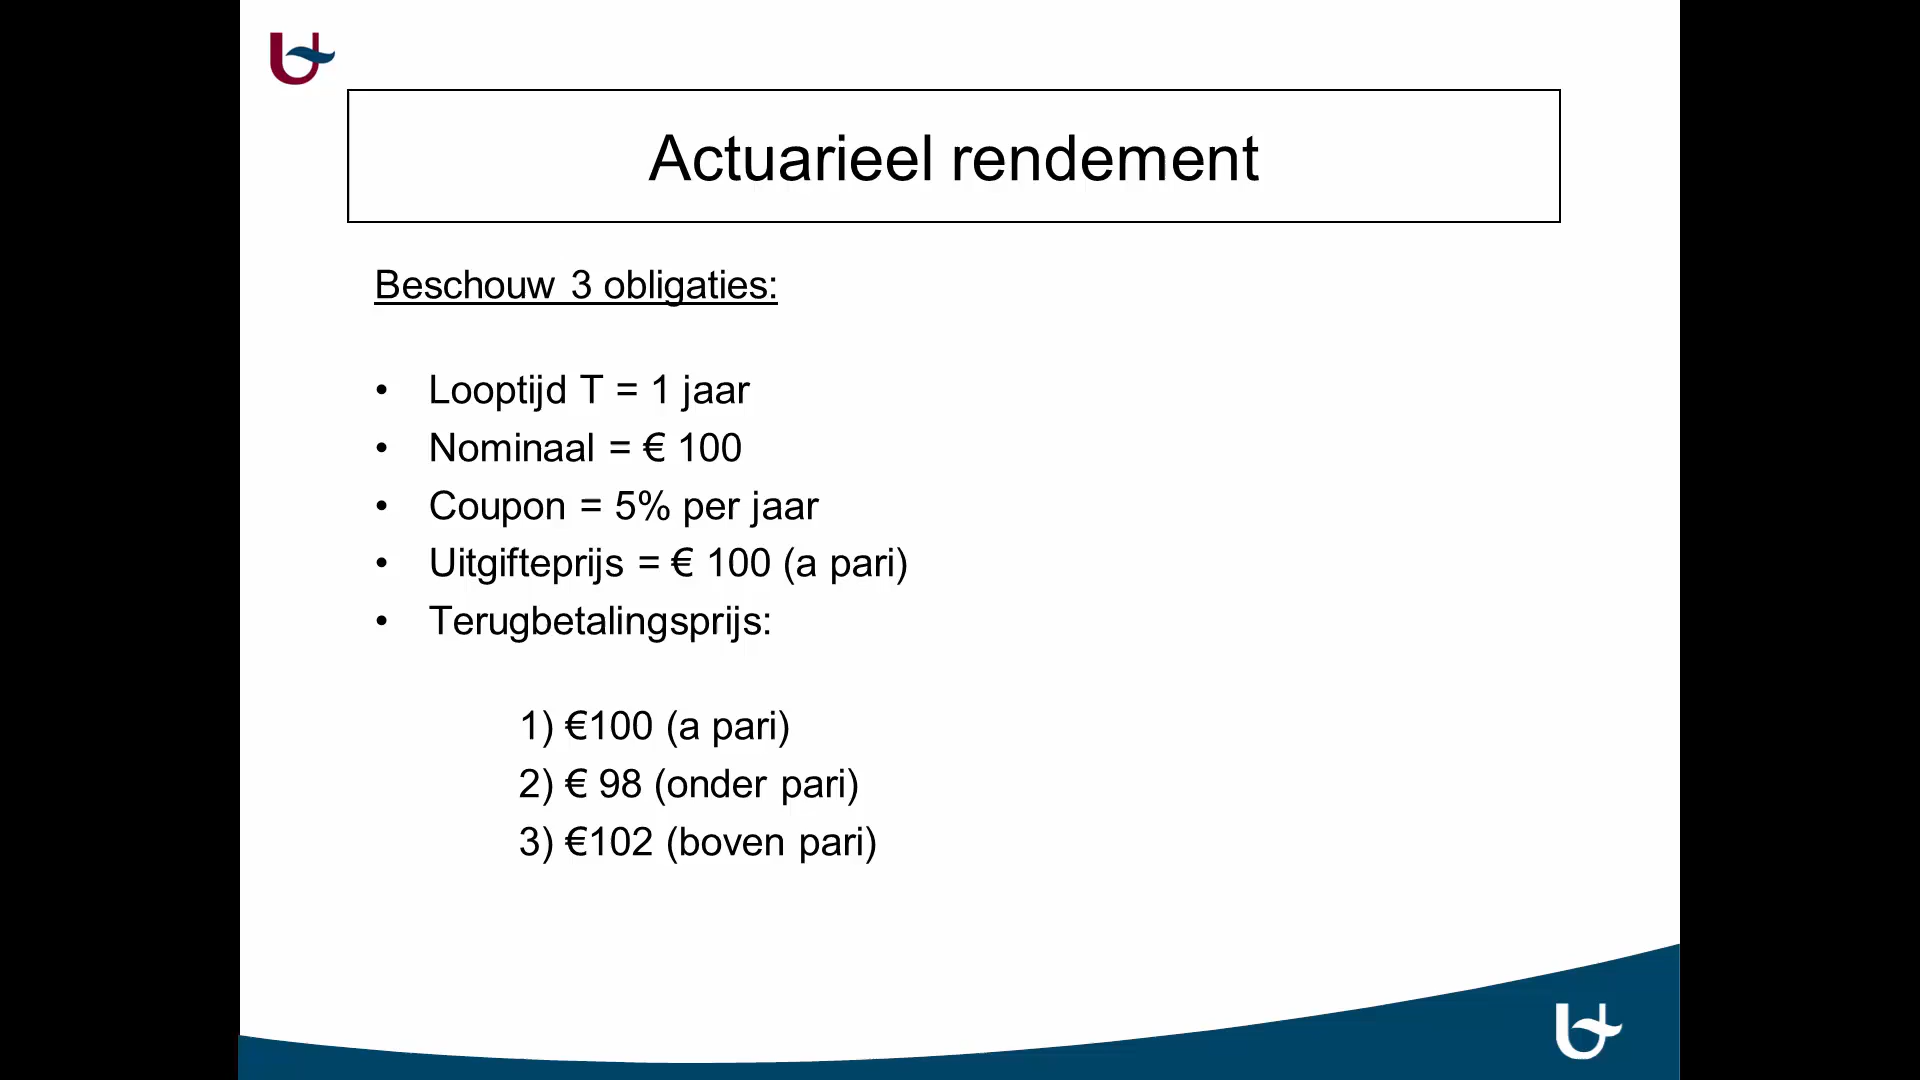 Actuarieel rendement
Beschouw 3 obligaties:
• Looptijd T = 1 jaar
• Nominaal = € 100
• Coupon = 5% per jaar
• Uitgifteprijs = € 100 (a pari)
• Terugbetalingsprijs:
1) €100 (a pari)
2) € 98 (onder pari)
3) €102 (boven pari)